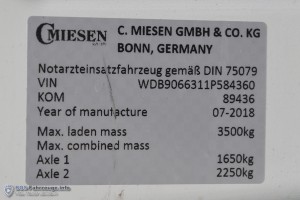 C MIESEN
C. MIESEN GMBH & CO. KG
BONN, GERMANY
Notarzteinsatzfahrzeug gemäß DIN 75079
VIN WDB9066311P584360
KOM 89436
Year of manufacture 07-2018
Max. laden mass 3500kg
Max. combined mass
Axle 1 1650kg
Axle 2 2250kg